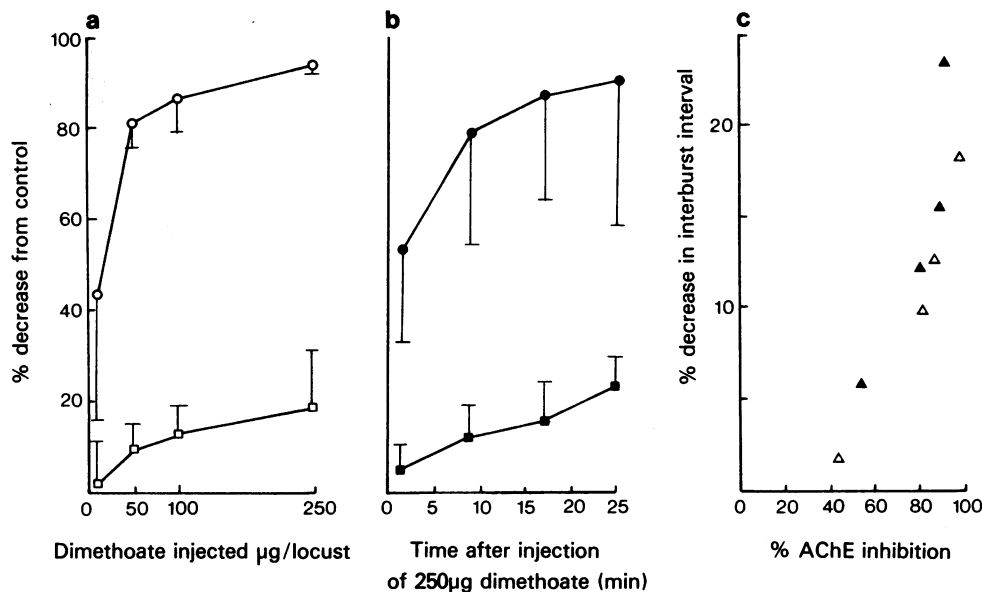 a
b
c
% decrease from control
100
80
60
40
20
0
50
100
250
Dimethoate injected µg/locust
0
5
10
15
20
25
Time after injection
of 250µg dimethoate (min)
% decrease in interburst interval
20
10
0
20
40
60
80
100
% AChE inhibition